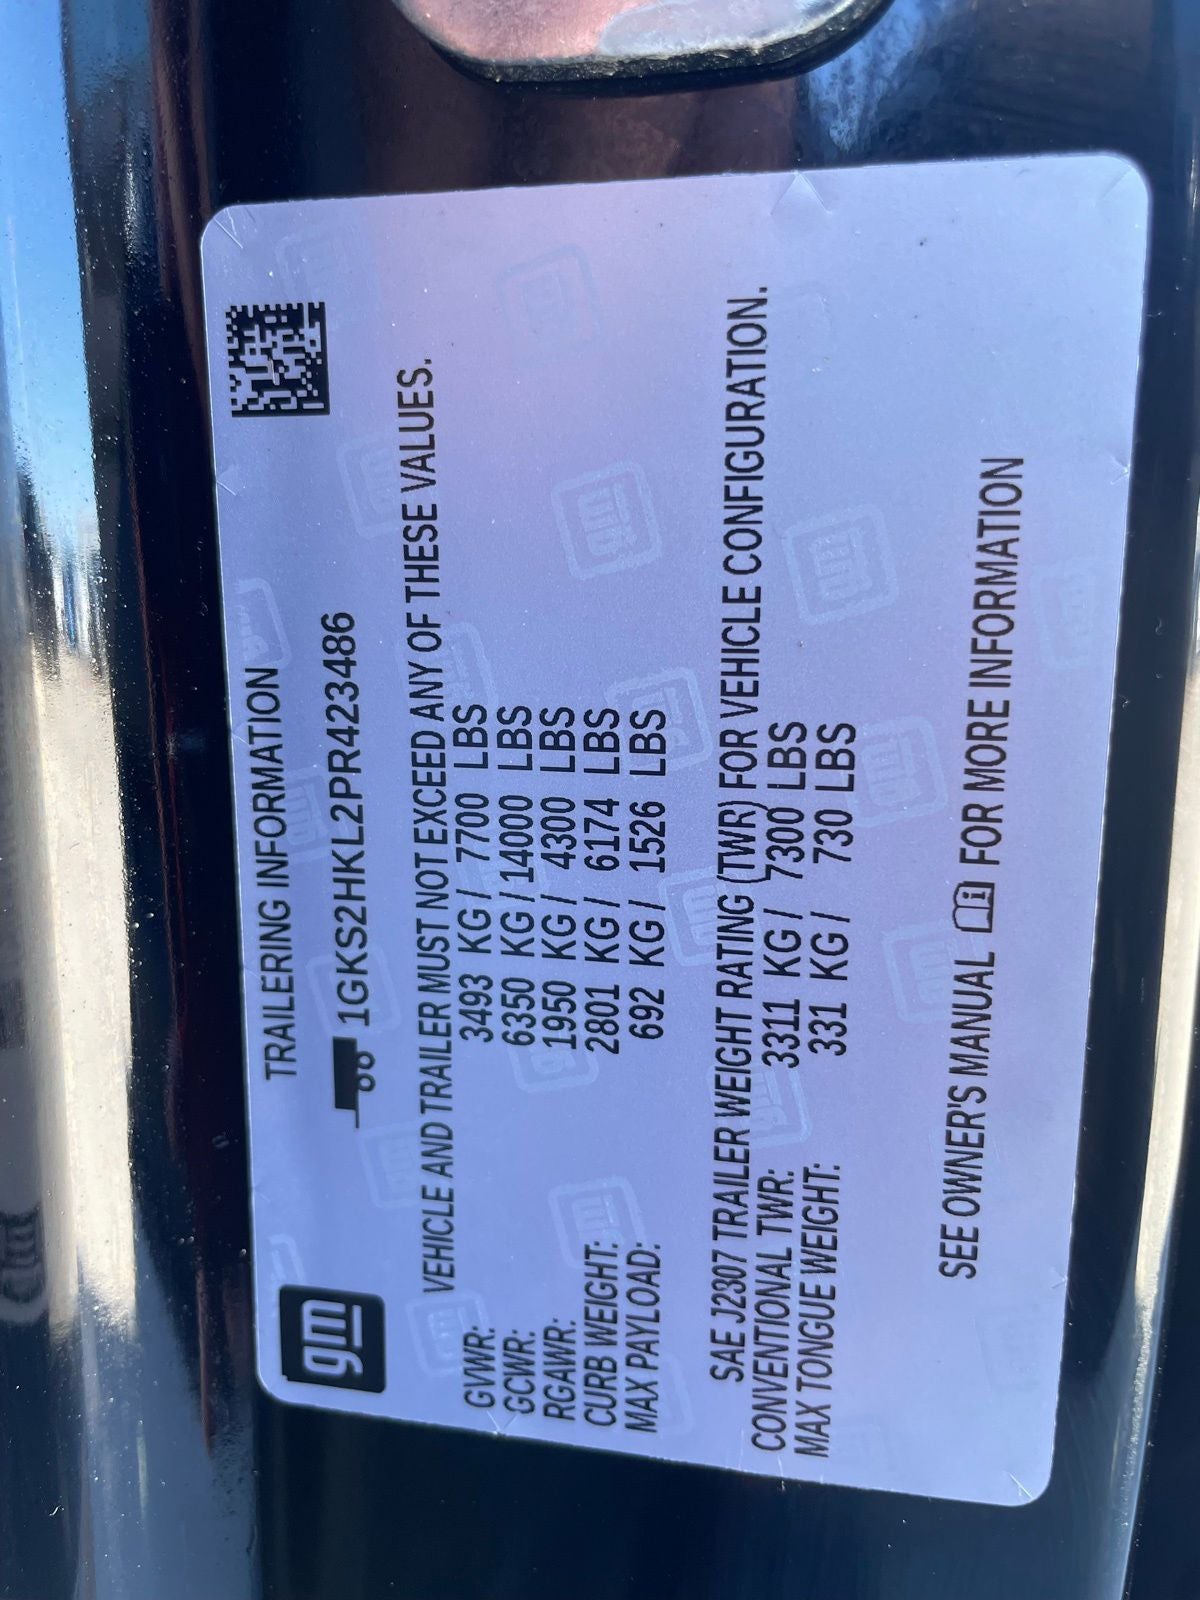 gm
TRAILERING INFORMATION
1GKS2HKL2PR423486
VEHICLE AND TRAILER MUST NOT EXCEED ANY OF THESE VALUES.
GVWR: 3493 KG / 7700 LBS
GCWR: 6350 KG / 14000 LBS
RGAWR: 1950 KG / 4300 LBS
CURB WEIGHT: 2801 KG / 6174 LBS
MAX PAYLOAD: 692 KG / 1526 LBS
SAE J2307 TRAILER WEIGHT RATING (TWR) FOR VEHICLE CONFIGURATION.
CONVENTIONAL TWR: 3311 KG / 7300 LBS
MAX TONGUE WEIGHT: 331 KG / 730 LBS
SEE OWNER'S MANUAL FOR MORE INFORMATION